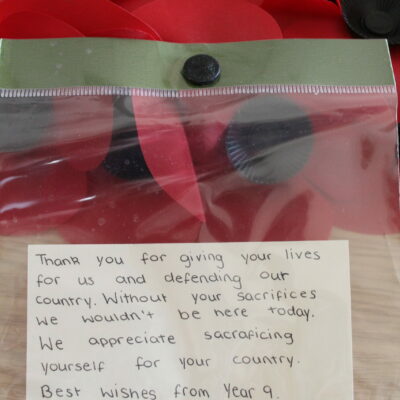 Thank you for giving your lives
for us and defending our
country. Without your sacrifices
we wouldn't be here today.
We appreciate sacraficing
yourself for your country.
Best wishes from Year 9.